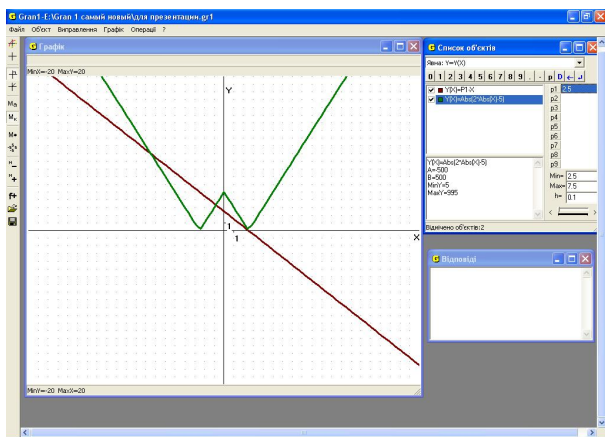 Gran1-E:\Gran 1 самый новый\для презентации.gr1
Файл Об'єкт Виправлення Графік Операції ?
Графік
MinX=-20 MaxY=20
Y
1
1
X
MinY=-20 MaxX=20
Список об'єктів
Явна: Y=Y(X)
0 1 2 3 4 5 6 7 8 9 . - p D ← ↲
Y(X)=P1-X
Y(X)=Abs(2*Abs(X)-5)
p1 2.5
p2
p3
p4
p5
p6
p7
p8
p9
Y(X)=Abs(2*Abs(X)-5)
A=-500
B=500
MinY=5
MaxY=995
Min= 2.5
Max= 7.5
h= 0.1
Відмічено об'єктів:2
Відповіді